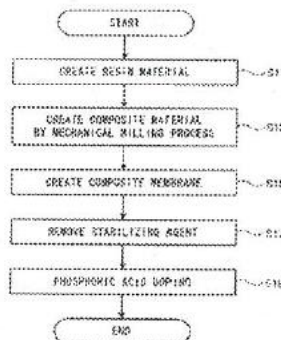 START
CREATE RESIN MATERIAL
CREATE COMPOSITE MATERIAL
BY MECHANICAL MILLING PROCESS
CREATE COMPOSITE MEMBRANE
REMOVE STABILIZING AGENT
PHOSPHORIC ACID DOPING
END